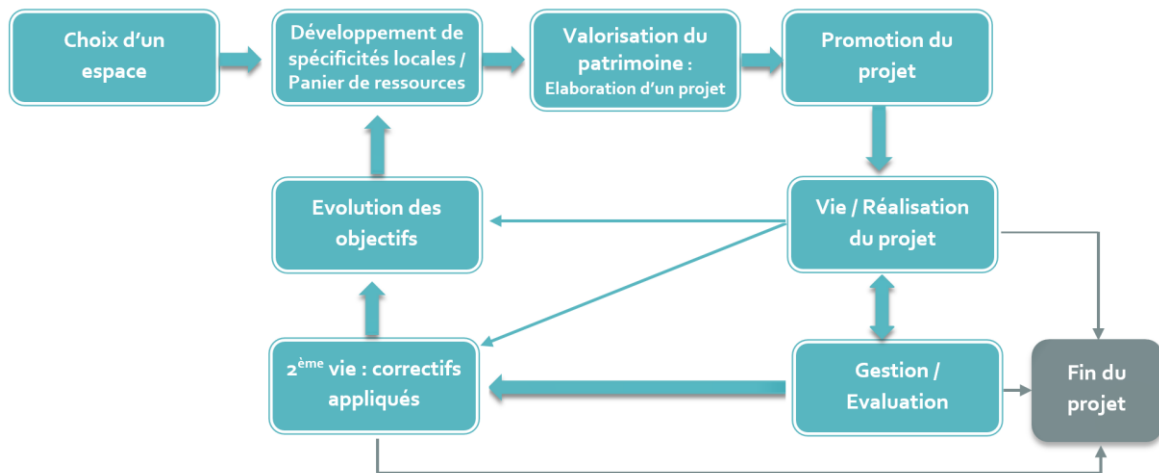 Choix d'un
espace
Développement de
spécificités locales /
Panier de ressources
Valorisation du
patrimoine :
Elaboration d'un projet
Promotion du
projet
Evolution des
objectifs
Vie / Réalisation
du projet
2ème vie : correctifs
appliqués
Gestion /
Evaluation
Fin du
projet